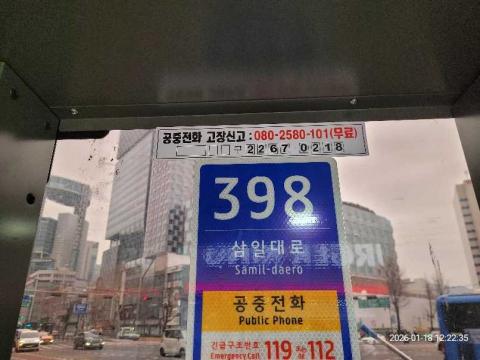 공중전화 고장신고 : 080-2580-101(무료)
구 2267 0218
398
삼일대로
Samil-daero
공중전화
Public Phone
긴급구조번호
Emergency Call
119
112
2026-01-18 12:22:35